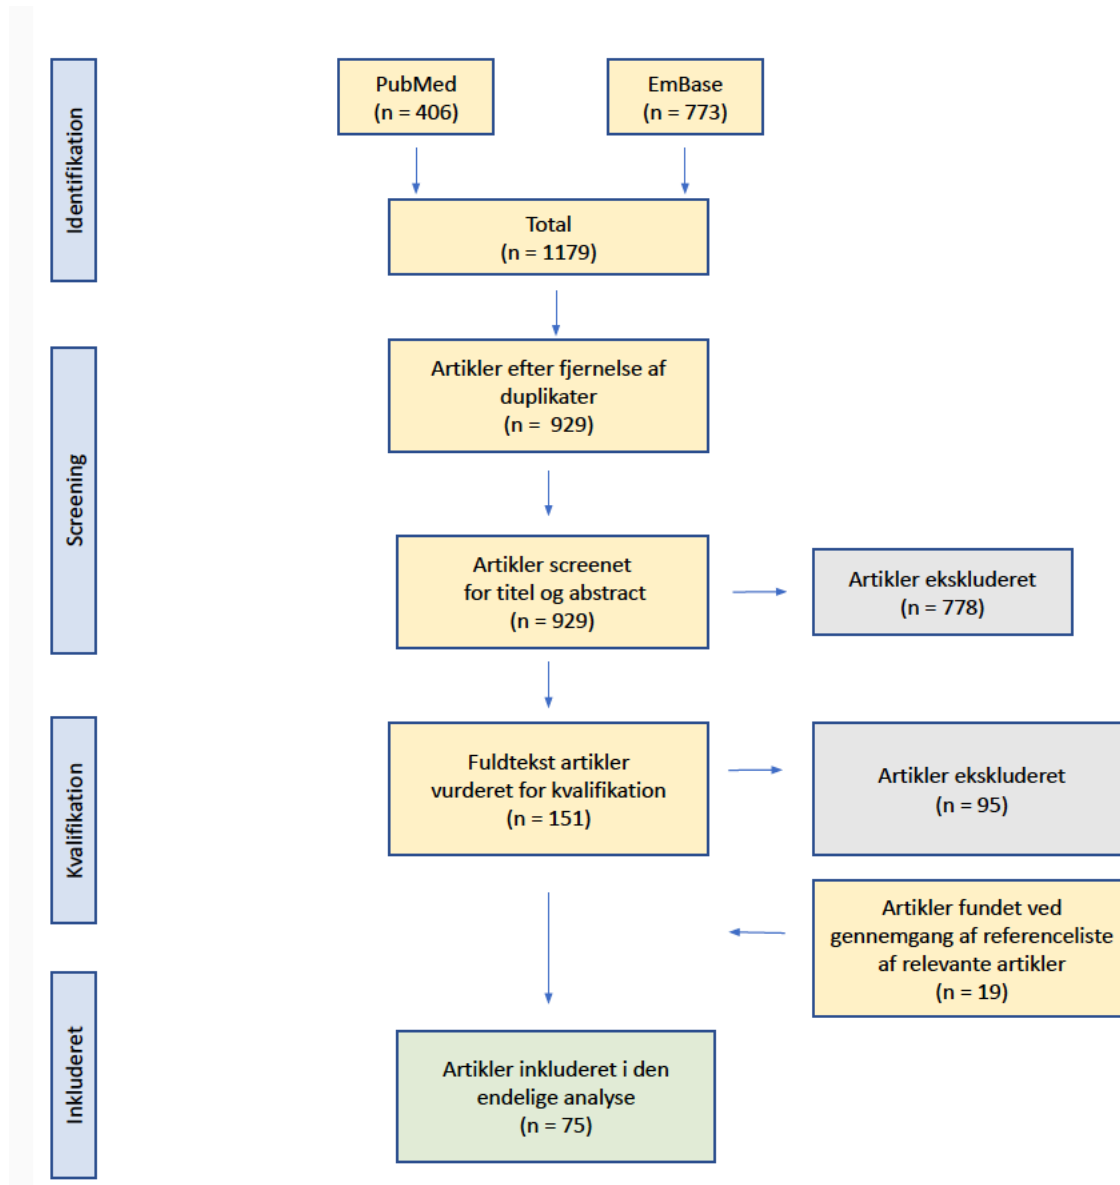 Identifikation
PubMed
(n = 406)
EmBase
(n = 773)
Total
(n = 1179)
Screening
Artikler efter fjernelse af
duplikater
(n =  929)
Artikler screenet
for titel og abstract
(n = 929)
Artikler ekskluderet
(n = 778)
Kvalifikation
Fuldtekst artikler
vurderet for kvalifikation
(n = 151)
Artikler ekskluderet
(n = 95)
Artikler fundet ved
gennemgang af referenceliste
af relevante artikler
(n = 19)
Inkluderet
Artikler inkluderet i den
endelige analyse
(n = 75)